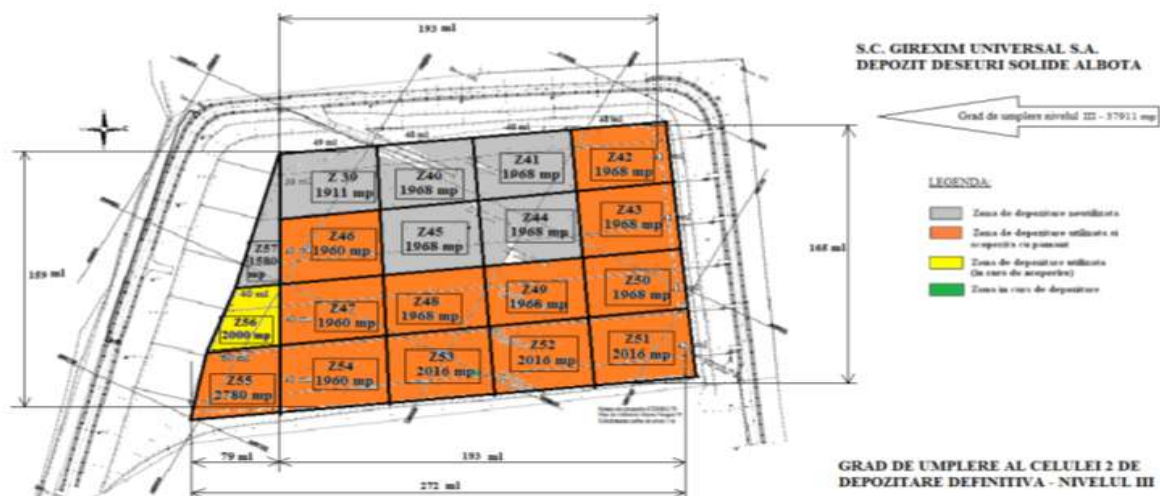 193 ml
S.C. GIREXIM UNIVERSAL S.A.
DEPOZIT DESEURI SOLIDE ALBOTA
Grad de umplere nivelul III - 37911 mp
49 ml
48 ml
48 ml
48 ml
Z 39
1911 mp
Z40
1968 mp
Z41
1968 mp
Z42
1968 mp
LEGENDA:
Zona de depozitare neutilizata
Zona de depozitare utilizata si
acoperita cu pamant
Zona de depozitare utilizata
(in curs de acoperire)
Zona in curs de depozitare
Z57
1580
mp
Z46
1960 mp
Z45
1968 mp
Z44
1968 mp
Z43
1968 mp
159 ml
168 ml
40 ml
Z56
2000 mp
Z47
1960 mp
Z48
1968 mp
Z49
1968 mp
Z50
1968 mp
Z55
2780 mp
Z54
1960 mp
Z53
2016 mp
Z52
2016 mp
Z51
2016 mp
79 ml
193 ml
272 ml
GRAD DE UMPLERE AL CELULEI 2 DE
DEPOZITARE DEFINITIVA - NIVELUL III